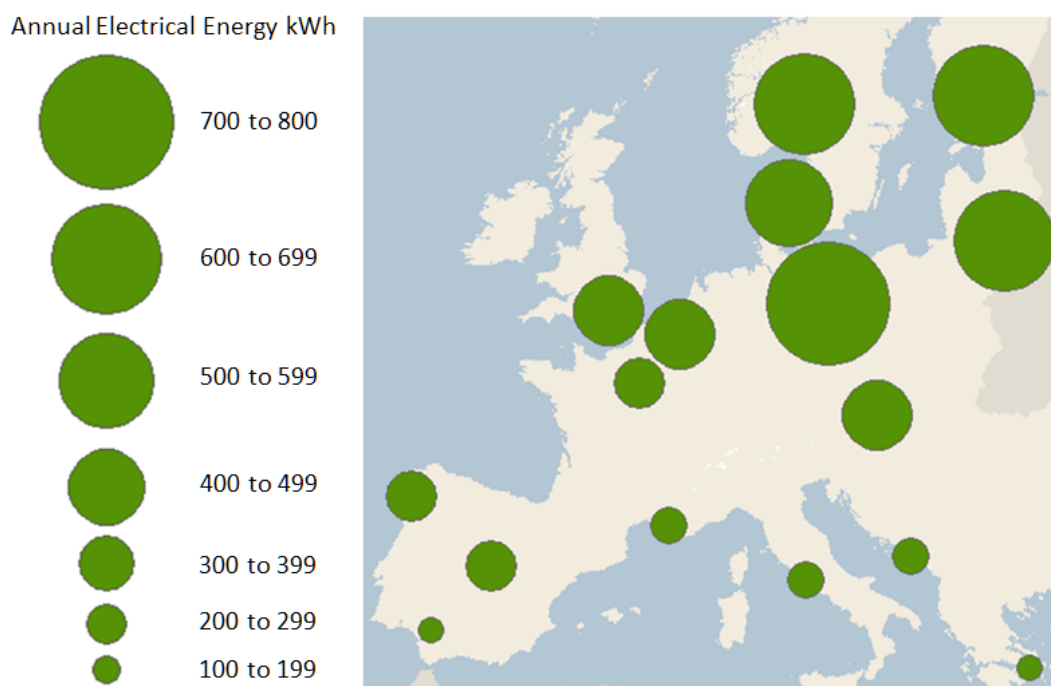 Annual Electrical Energy kWh
700 to 800
600 to 699
500 to 599
400 to 499
300 to 399
200 to 299
100 to 199